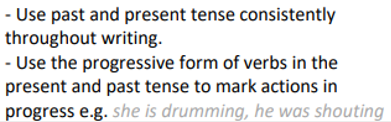 - Use past and present tense consistently
throughout writing.
- Use the progressive form of verbs in the
present and past tense to mark actions in
progress e.g. she is drumming, he was shouting